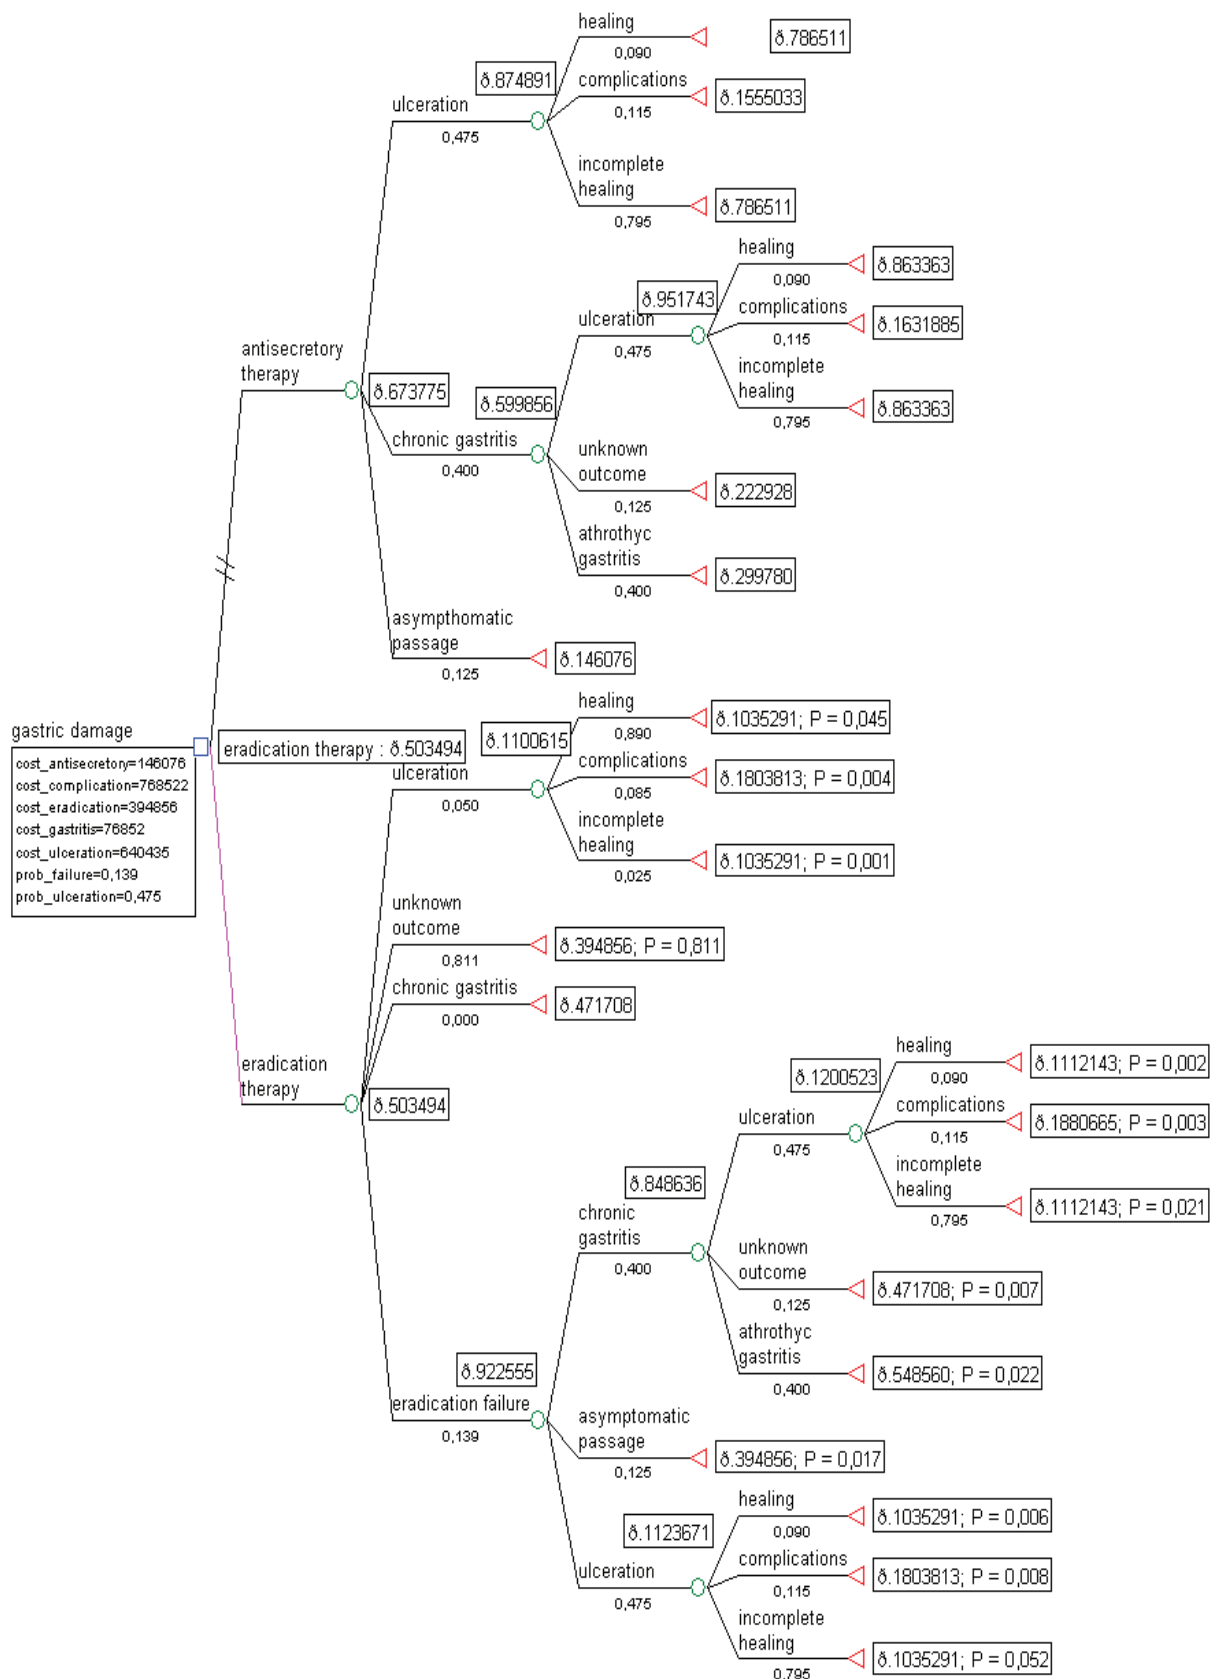 healing
0,090
ð.786511
ð.874891
complications
0,115
ð.1555033
ulceration
0,475
incomplete
healing
0,795
ð.786511
healing
0,090
ð.863363
ð.951743
complications
0,115
ð.1631885
ulceration
0,475
incomplete
healing
0,795
ð.863363
antisecretory
therapy
ð.673775
ð.599856
chronic gastritis
0,400
unknown
outcome
0,125
ð.222928
athrothyc
gastritis
0,400
ð.299780
asympthomatic
passage
0,125
ð.146076
gastric damage
cost_antisecretory=146076
cost_complication=768522
cost_eradication=394856
cost_gastritis=76852
cost_ulceration=640435
prob_failure=0,139
prob_ulceration=0,475
eradication therapy : ð.503494
healing
0,890
ð.1035291; P = 0,045
ð.1100615
complications
0,085
ð.1803813; P = 0,004
ulceration
0,050
incomplete
healing
0,025
ð.1035291; P = 0,001
unknown
outcome
0,811
ð.394856; P = 0,811
chronic gastritis
0,000
ð.471708
eradication
therapy
ð.503494
healing
0,090
ð.1112143; P = 0,002
ð.1200523
complications
0,115
ð.1880665; P = 0,003
ulceration
0,475
incomplete
healing
0,795
ð.1112143; P = 0,021
ð.848636
chronic
gastritis
0,400
unknown
outcome
0,125
ð.471708; P = 0,007
athrothyc
gastritis
0,400
ð.548560; P = 0,022
ð.922555
eradication failure
0,139
asymptomatic
passage
0,125
ð.394856; P = 0,017
healing
0,090
ð.1035291; P = 0,006
ð.1123671
complications
0,115
ð.1803813; P = 0,008
ulceration
0,475
incomplete
healing
0,795
ð.1035291; P = 0,052